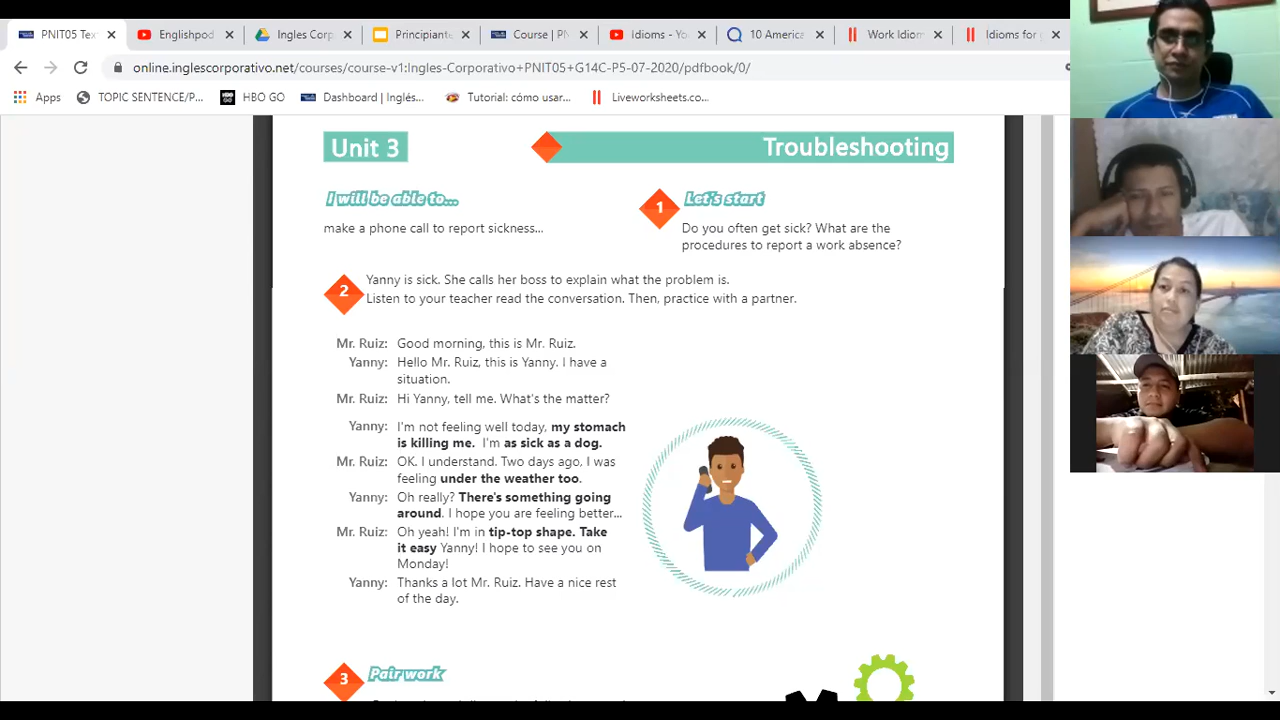 PNIT05 Tex
Englishpod
Ingles Corp
Principiante
Course | PN
Idioms - Yo
10 America
Work Idiom
Idioms for
online.inglescorporativo.net/courses/course-v1:Ingles-Corporativo+PNIT05+G14C-P5-07-2020/pdfbook/0/
Apps
TOPIC SENTENCE/P...
HBO GO
Dashboard | Inglés...
Tutorial: cómo usar...
Liveworksheets.co...
Unit 3
Troubleshooting
I will be able to...
make a phone call to report sickness...
1
Let's start
Do you often get sick? What are the
procedures to report a work absence?
2
Yanny is sick. She calls her boss to explain what the problem is.
Listen to your teacher read the conversation. Then, practice with a partner.
Mr. Ruiz: Good morning, this is Mr. Ruiz.
Yanny: Hello Mr. Ruiz, this is Yanny. I have a
situation.
Mr. Ruiz: Hi Yanny, tell me. What's the matter?
Yanny: I'm not feeling well today, my stomach
is killing me. I'm as sick as a dog.
Mr. Ruiz: OK. I understand. Two days ago, I was
feeling under the weather too.
Yanny: Oh really? There's something going
around. I hope you are feeling better...
Mr. Ruiz: Oh yeah! I'm in tip-top shape. Take
it easy Yanny! I hope to see you on
Monday!
Yanny: Thanks a lot Mr. Ruiz. Have a nice rest
of the day.
3
Pair work